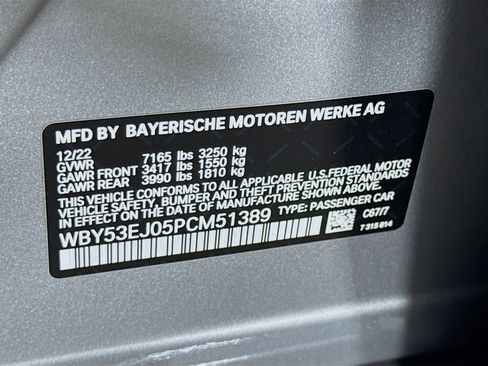 MFD BY BAYERISCHE MOTOREN WERKE AG
12/22 7165 lbs 3250 kg
GVWR
GAWR FRONT 3417 lbs 1550 kg
GAWR REAR 3990 lbs 1810 kg
THIS VEHICLE CONFORMS TO ALL APPLICABLE U.S.FEDERAL MOTOR
VEHICLE SAFETY, BUMPER, AND THEFT PREVENTION STANDARDS
IN EFFECT ON THE DATE OF MANUFACTURE SHOWN ABOVE.
WBY53EJ05PCM51389 TYPE: PASSENGER CAR
C67/7
7315814